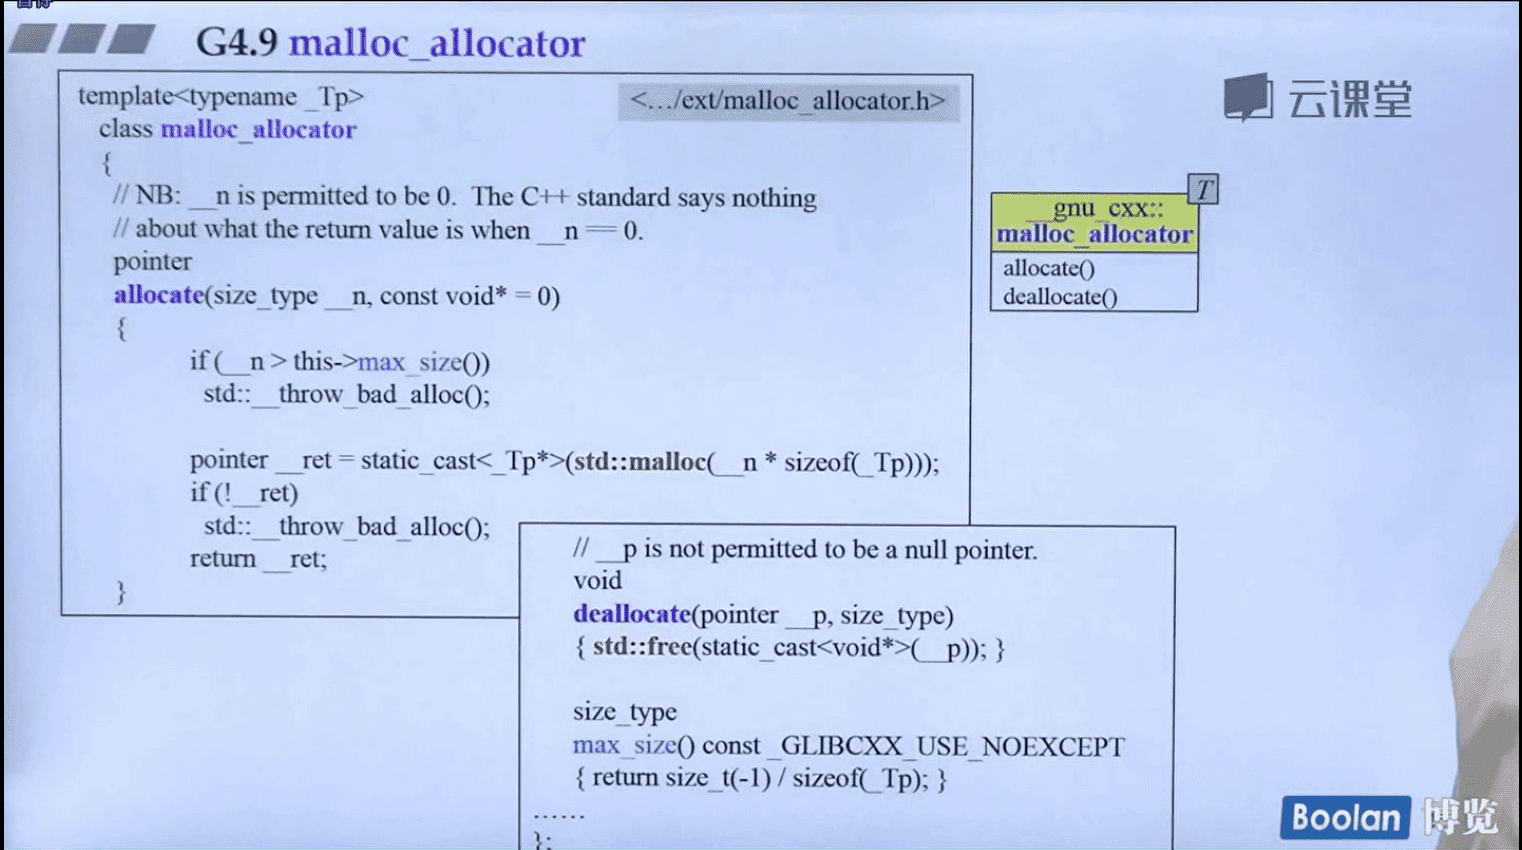 暂停
G4.9 malloc_allocator
template<typename _Tp>
<…/ext/malloc_allocator.h>
class malloc_allocator
{
// NB: __n is permitted to be 0. The C++ standard says nothing
// about what the return value is when __n == 0.
pointer
allocate(size_type __n, const void* = 0)
{
if (__n > this->max_size())
std::__throw_bad_alloc();
pointer __ret = static_cast<_Tp*>(std::malloc(__n * sizeof(_Tp)));
if (!__ret)
std::__throw_bad_alloc();
return __ret;
}
// __p is not permitted to be a null pointer.
void
deallocate(pointer __p, size_type)
{ std::free(static_cast<void*>(__p)); }
size_type
max_size() const _GLIBCXX_USE_NOEXCEPT
{ return size_t(-1) / sizeof(_Tp); }
……
};
云课堂
T
__gnu_cxx::
malloc_allocator
allocate()
deallocate()
Boolan 博览